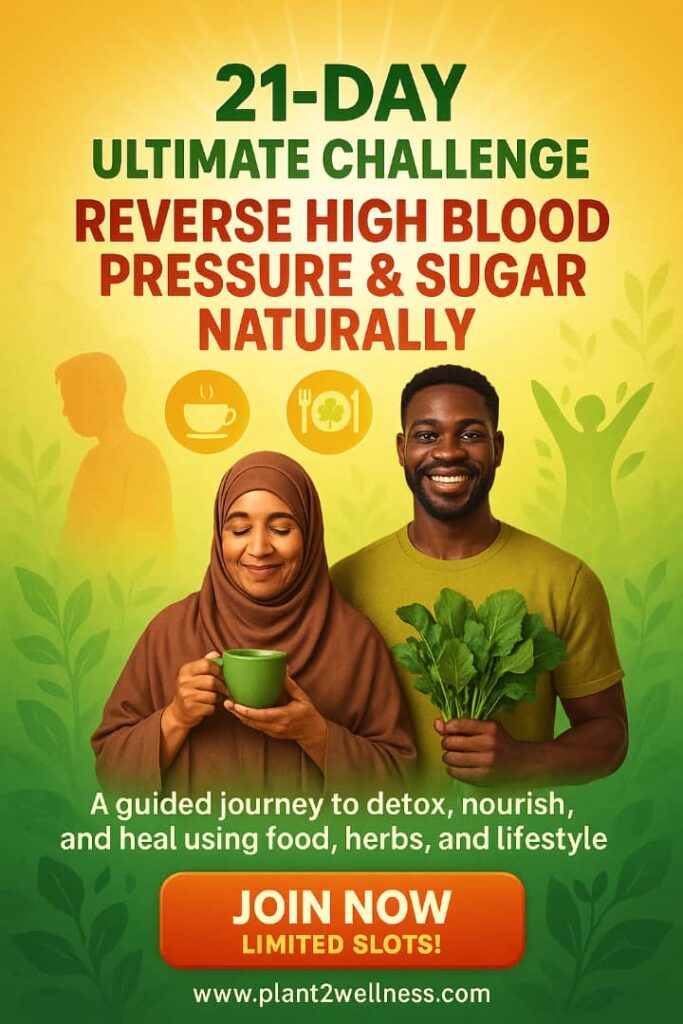 21-DAY
ULTIMATE CHALLENGE
REVERSE HIGH BLOOD
PRESSURE & SUGAR
NATURALLY
A guided journey to detox, nourish,
and heal using food, herbs, and lifestyle
JOIN NOW
LIMITED SLOTS!
www.plant2wellness.com